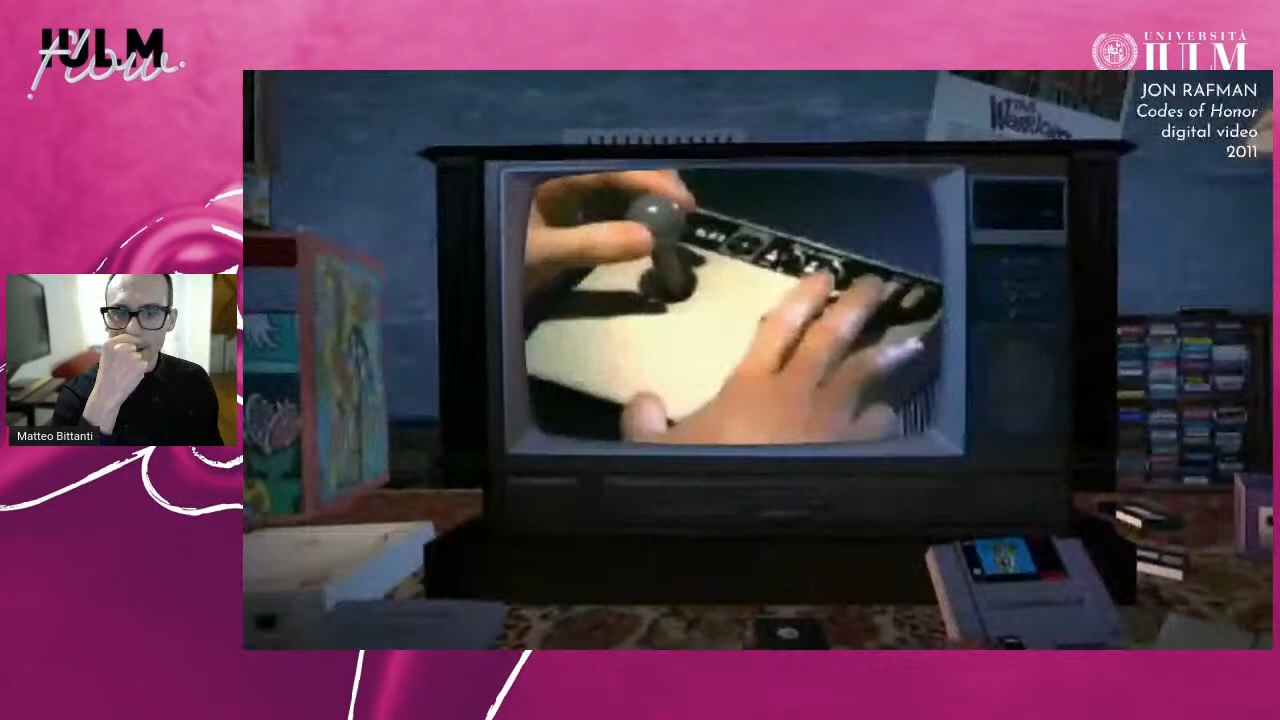 IULM
flow.
UNIVERSITÀ
IULM
JON RAFMAN
Codes of Honor
digital video
2011
Matteo Bittanti